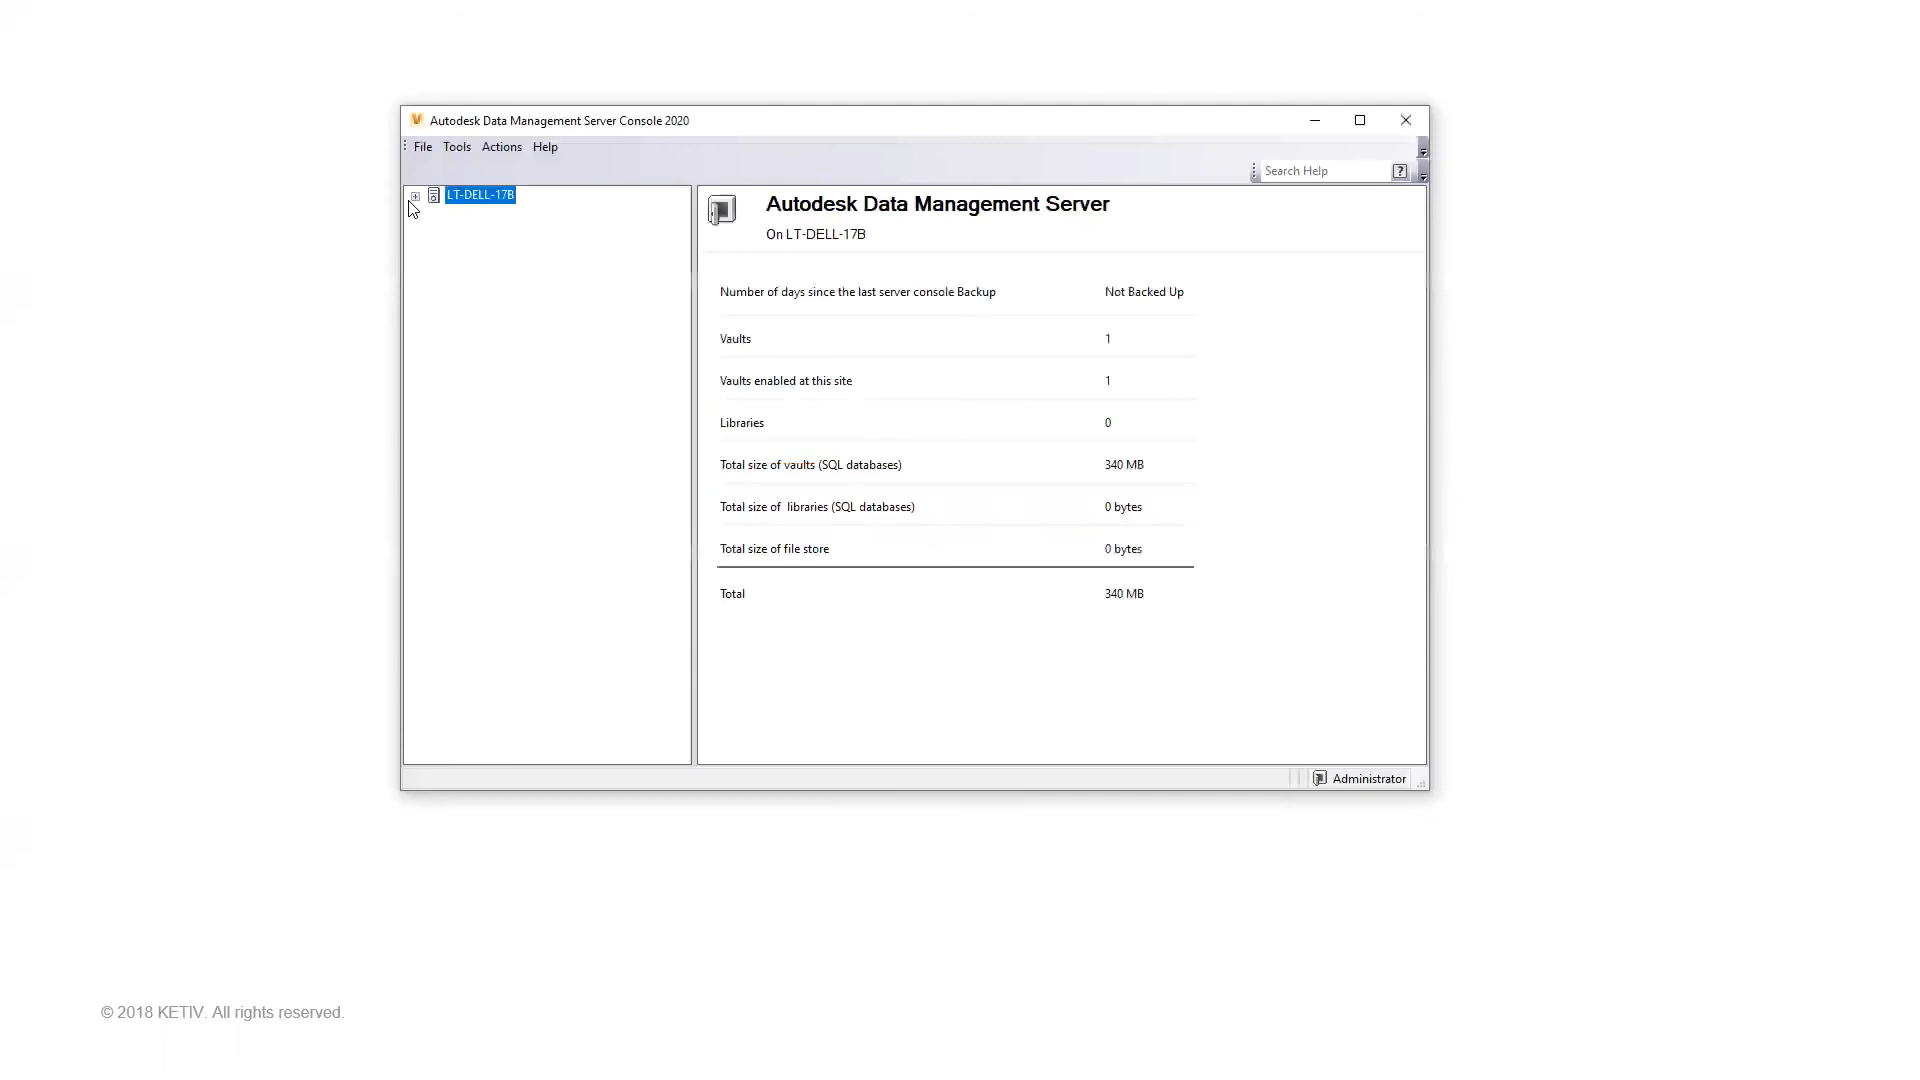 Autodesk Data Management Server Console 2020
File Tools Actions Help
Search Help
LT-DELL-17B
Autodesk Data Management Server
On LT-DELL-17B
Number of days since the last server console Backup Not Backed Up
Vaults 1
Vaults enabled at this site 1
Libraries 0
Total size of vaults (SQL databases) 340 MB
Total size of libraries (SQL databases) 0 bytes
Total size of file store 0 bytes
Total 340 MB
Administrator
© 2018 KETIV. All rights reserved.